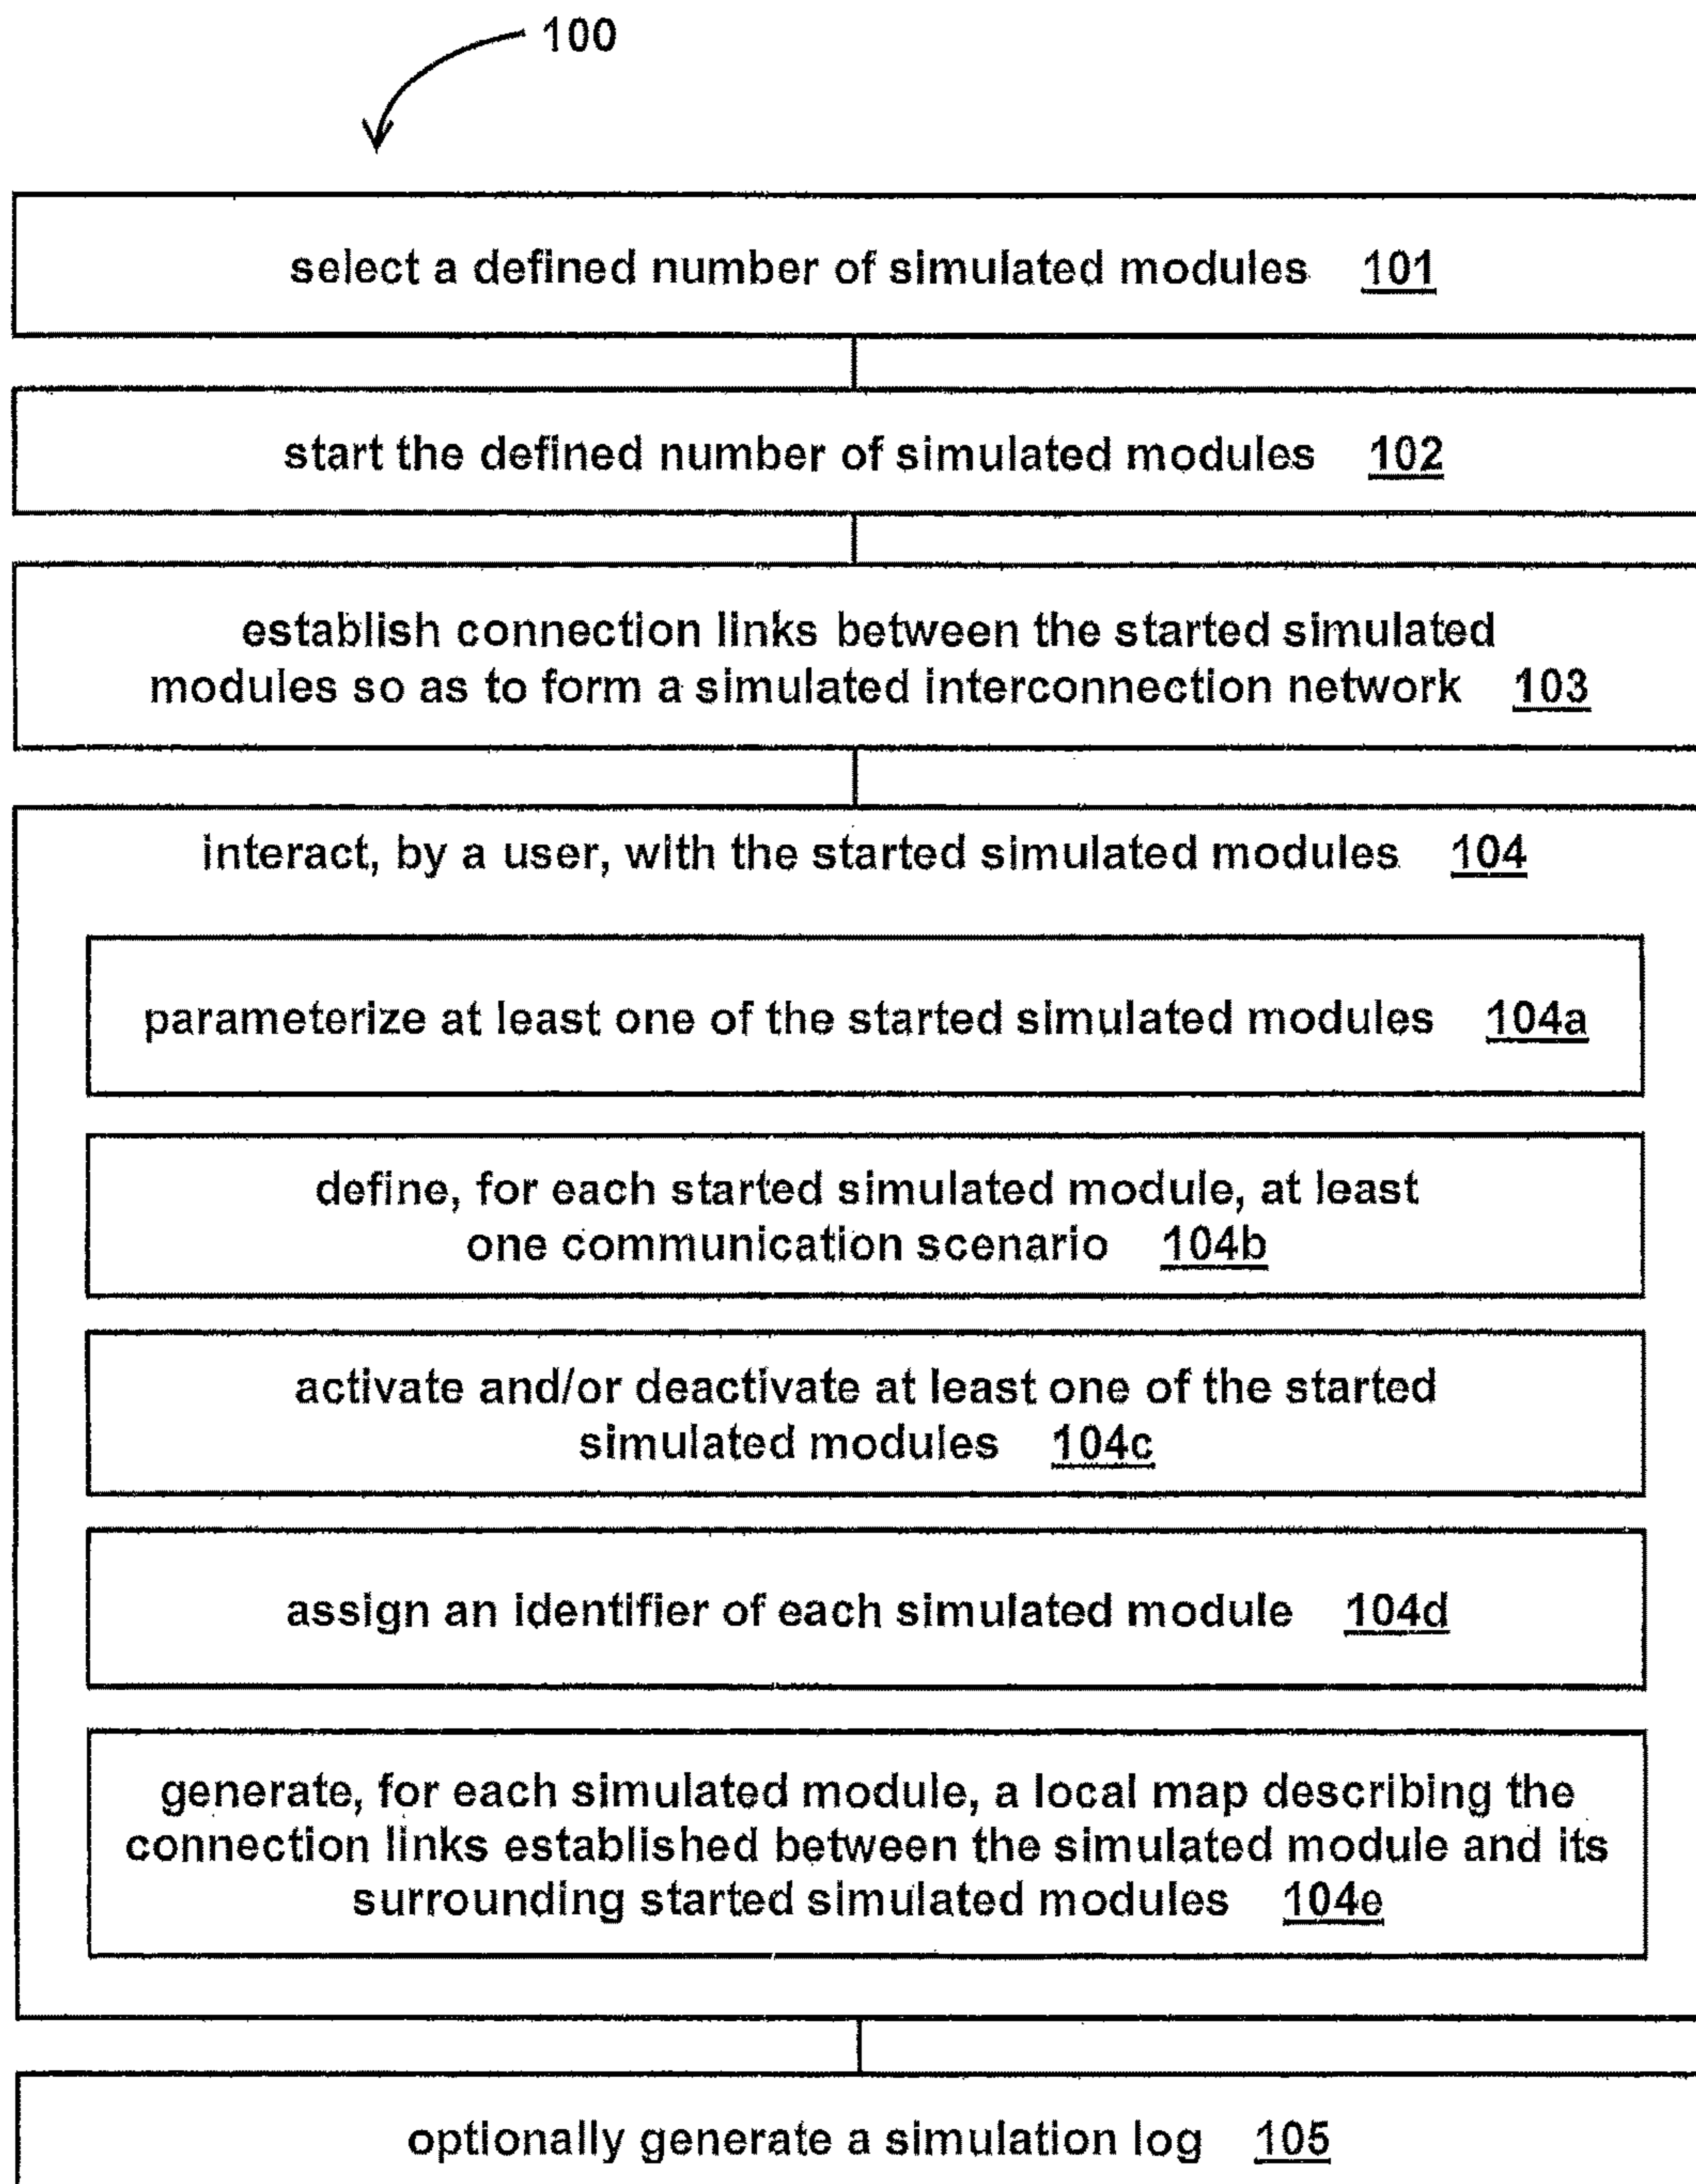 100
select a defined number of simulated modules 101
start the defined number of simulated modules 102
establish connection links between the started simulated
modules so as to form a simulated interconnection network 103
interact, by a user, with the started simulated modules 104
parameterize at least one of the started simulated modules 104a
define, for each started simulated module, at least
one communication scenario 104b
activate and/or deactivate at least one of the started
simulated modules 104c
assign an identifier of each simulated module 104d
generate, for each simulated module, a local map describing the
connection links established between the simulated module and its
surrounding started simulated modules 104e
optionally generate a simulation log 105